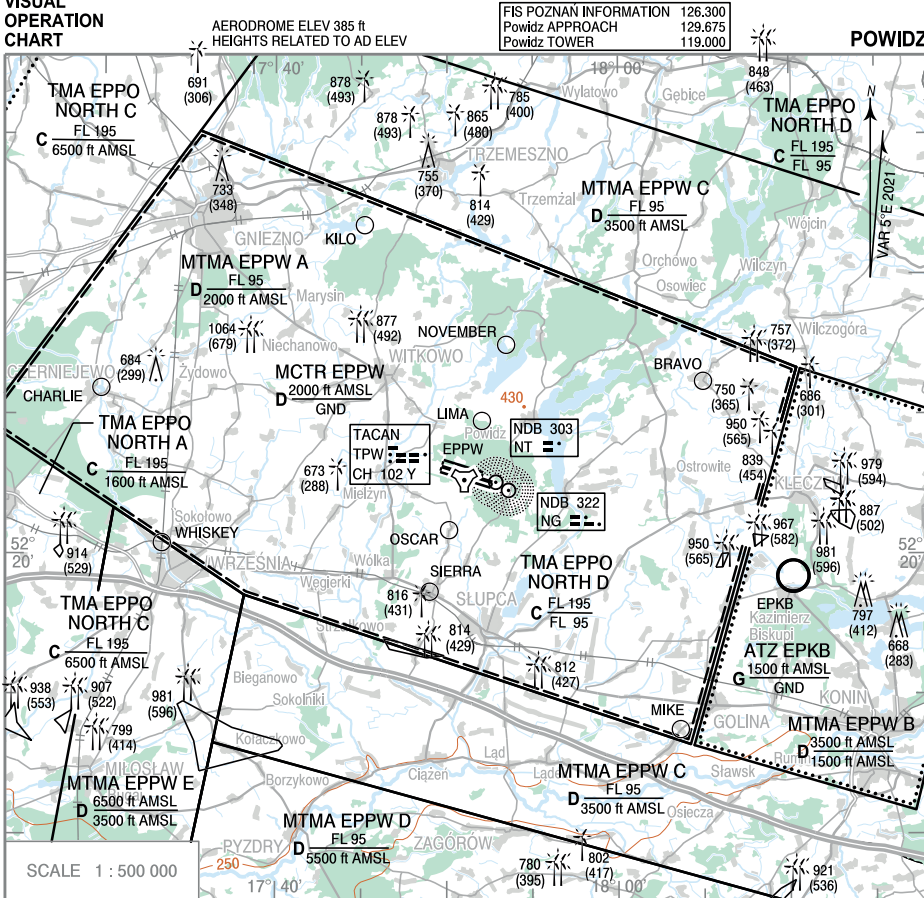 VISUAL
OPERATION
CHART
AERODROME ELEV 385 ft
HEIGHTS RELATED TO AD ELEV
FIS POZNAŃ INFORMATION 126.300
Powidz APPROACH 129.675
Powidz TOWER 119.000
POWIDZ
17° 40'
18° 00'
691
(306)
TMA EPPO
NORTH C
C FL 195
6500 ft AMSL
878
(493)
878
(493)
865
(480)
785
(400)
Wylatowo
Gębice
848
(463)
TMA EPPO
NORTH D
C FL 195
FL 95
N
VAR 5°E 2021
733
(348)
755
(370)
TRZEMESZNO
814
(429)
Trzemżal
MTMA EPPW C
D FL 95
3500 ft AMSL
Wójcin
GNIEZNO
KILO
Orchowo
Osowiec
Wilczyn
MTMA EPPW A
D FL 95
2000 ft AMSL
Marysin
1064
(679)
Niechanowo
877
(492)
WITKOWO
NOVEMBER
757
(372)
Wilczogóra
BRAVO
684
(299)
CZERNIEJEWO
Żydowo
CHARLIE
MCTR EPPW
D 2000 ft AMSL
GND
430
750
(365)
686
(301)
950
(565)
TMA EPPO
NORTH A
C FL 195
1600 ft AMSL
LIMA
Powidz
EPPW
TACAN
TPW
CH 102 Y
NDB 303
NT
673
(288)
Mielżyn
Ostrowite
839
(454)
KLECZ
979
(594)
887
(502)
NDB 322
NG
Sokołowo
WHISKEY
914
(529)
52°
20'
WRZEŚNIA
Wólka
Węgierki
OSCAR
SIERRA
SŁUPCA
TMA EPPO
NORTH D
C FL 195
FL 95
950
(565)
967
(582)
981
(596)
52°
20'
EPKB
Kazimierz
Biskupi
797
(412)
668
(283)
TMA EPPO
NORTH C
C FL 195
6500 ft AMSL
816
(431)
Strzałkowo
814
(429)
812
(427)
ATZ EPKB
G 1500 ft AMSL
GND
KONIN
938
(553)
907
(522)
981
(596)
799
(414)
Bieganowo
Sokolniki
Kołaczkowo
MIKE
GOLINA
MTMA EPPW B
D 3500 ft AMSL
1500 ft AMSL
MIŁOSŁAW
MTMA EPPW E
D 6500 ft AMSL
3500 ft AMSL
Borzykowo
Ciążeń
Ląd
MTMA EPPW C
D FL 95
3500 ft AMSL
Sławsk
Osiecza
MTMA EPPW D
D FL 95
5500 ft AMSL
PYZDRY
250
ZAGÓRÓW
780
(395)
802
(417)
921
(536)
SCALE 1 : 500 000
17° 40'
18° 00'